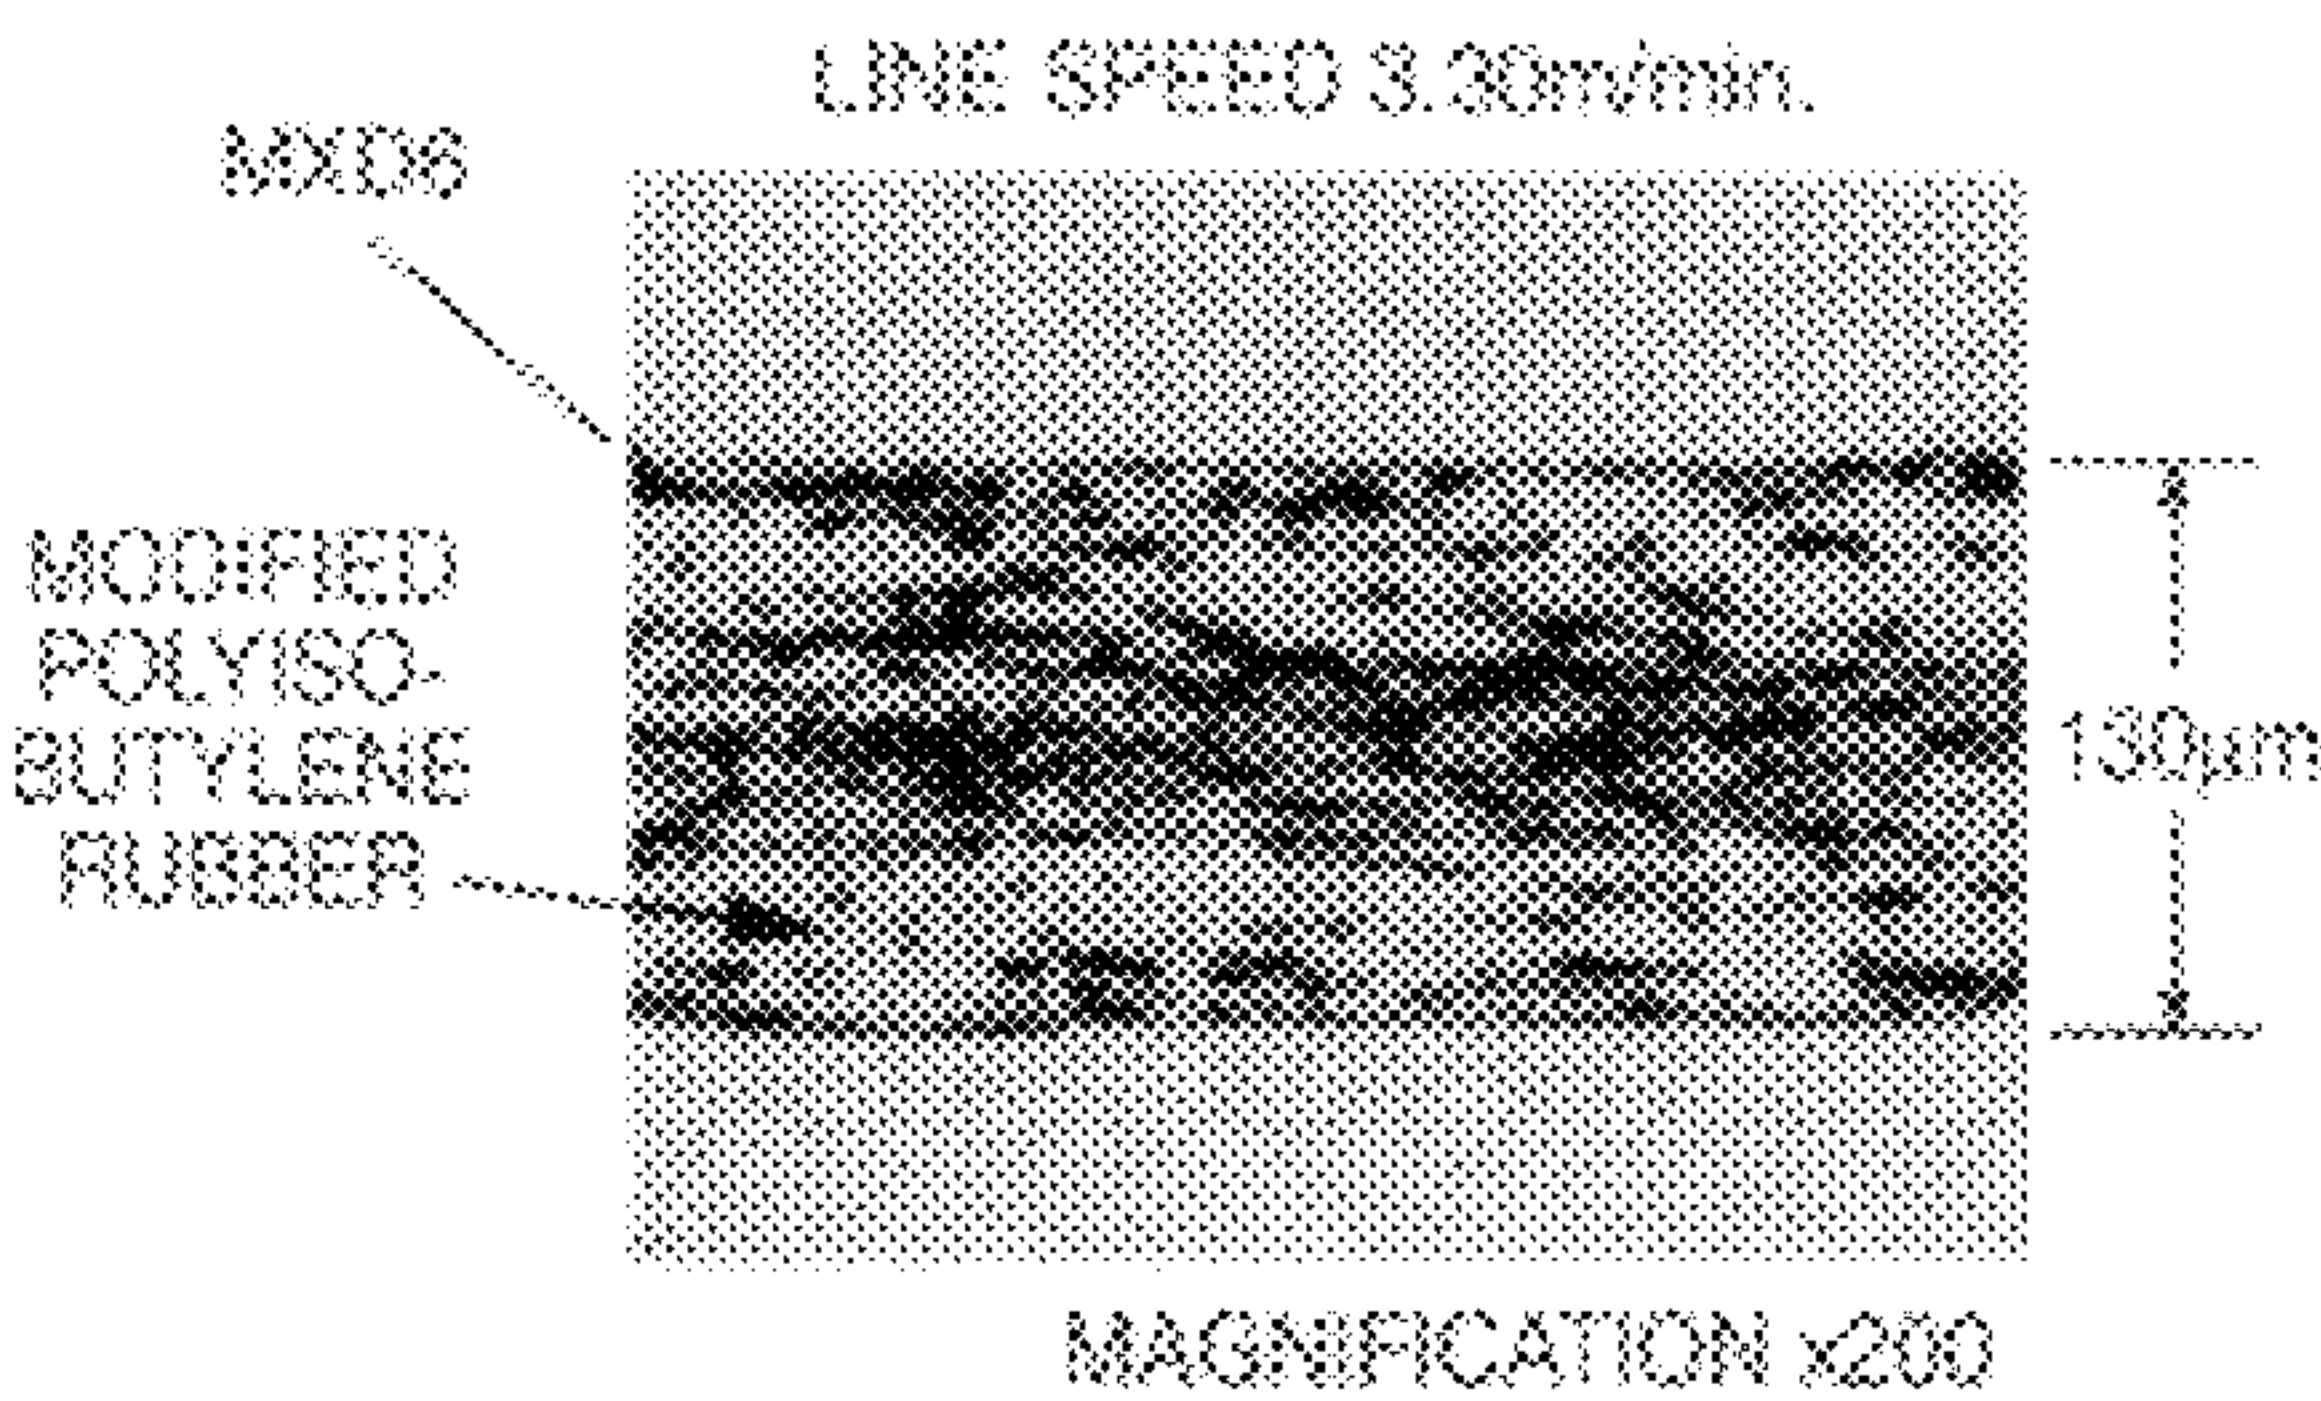 LINE SPEED 3.30m/min.
MXD6
MODIFIED
POLYISO-
BUTYLENE
RUBBER
130μm
MAGNIFICATION x200